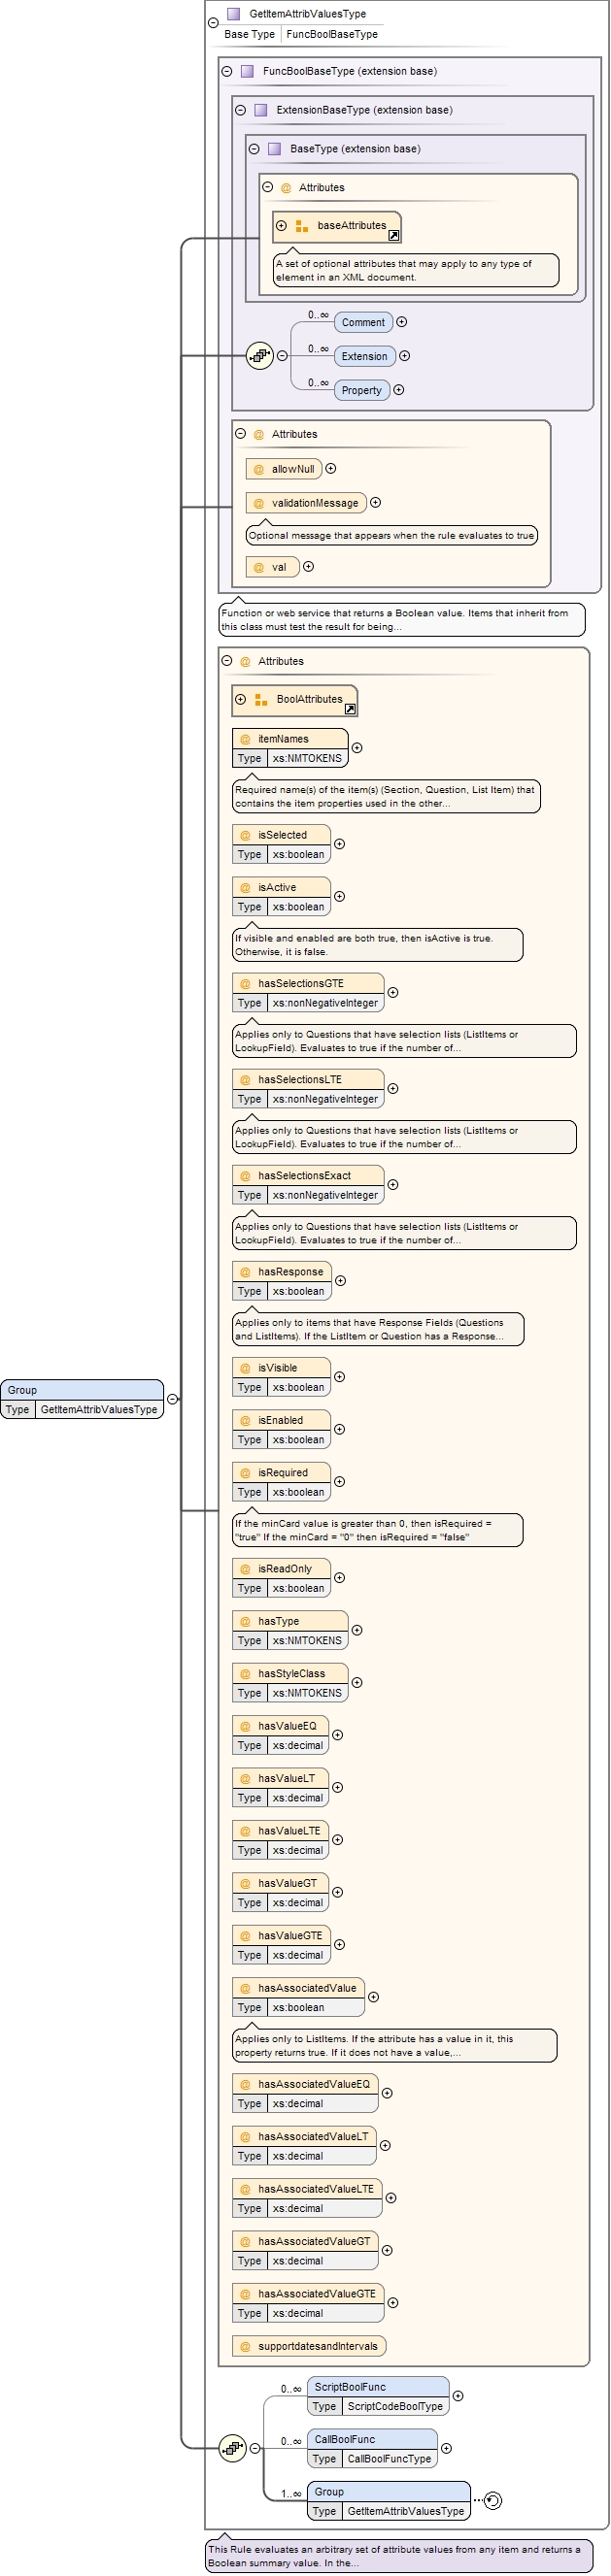 GetItemAttribValuesType
Base Type FuncBoolBaseType
FuncBoolBaseType (extension base)
ExtensionBaseType (extension base)
BaseType (extension base)
@ Attributes
baseAttributes
A set of optional attributes that may apply to any type of
element in an XML document.
0..∞
Comment
0..∞
Extension
0..∞
Property
@ Attributes
@ allowNull
@ validationMessage
Optional message that appears when the rule evaluates to true
@ val
Function or web service that returns a Boolean value. Items that inherit from
this class must test the result for being...
@ Attributes
BoolAttributes
@ itemNames
Type xs:NMTOKENS
Required name(s) of the item(s) (Section, Question, List Item) that
contains the item properties used in the other...
@ isSelected
Type xs:boolean
@ isActive
Type xs:boolean
If visible and enabled are both true, then isActive is true.
Otherwise, it is false.
@ hasSelectionsGTE
Type xs:nonNegativeInteger
Applies only to Questions that have selection lists (ListItems or
LookupField). Evaluates to true if the number of...
@ hasSelectionsLTE
Type xs:nonNegativeInteger
Applies only to Questions that have selection lists (ListItems or
LookupField). Evaluates to true if the number of...
@ hasSelectionsExact
Type xs:nonNegativeInteger
Applies only to Questions that have selection lists (ListItems or
LookupField). Evaluates to true if the number of...
@ hasResponse
Type xs:boolean
Applies only to items that have Response Fields (Questions
and ListItems). If the ListItem or Question has a Response...
@ isVisible
Type xs:boolean
Group
Type GetItemAttribValuesType
@ isEnabled
Type xs:boolean
@ isRequired
Type xs:boolean
If the minCard value is greater than 0, then isRequired =
"true" If the minCard = "0" then isRequired = "false"
@ isReadOnly
Type xs:boolean
@ hasType
Type xs:NMTOKENS
@ hasStyleClass
Type xs:NMTOKENS
@ hasValueEQ
Type xs:decimal
@ hasValueLT
Type xs:decimal
@ hasValueLTE
Type xs:decimal
@ hasValueGT
Type xs:decimal
@ hasValueGTE
Type xs:decimal
@ hasAssociatedValue
Type xs:boolean
Applies only to ListItems. If the attribute has a value in it, this
property returns true. If it does not have a value,...
@ hasAssociatedValueEQ
Type xs:decimal
@ hasAssociatedValueLT
Type xs:decimal
@ hasAssociatedValueLTE
Type xs:decimal
@ hasAssociatedValueGT
Type xs:decimal
@ hasAssociatedValueGTE
Type xs:decimal
@ supportdatesandIntervals
0..∞
ScriptBoolFunc
Type ScriptCodeBoolType
0..∞
CallBoolFunc
Type CallBoolFuncType
1..∞
Group
Type GetItemAttribValuesType
This Rule evaluates an arbitrary set of attribute values from any item and returns a
Boolean summary value. In the...